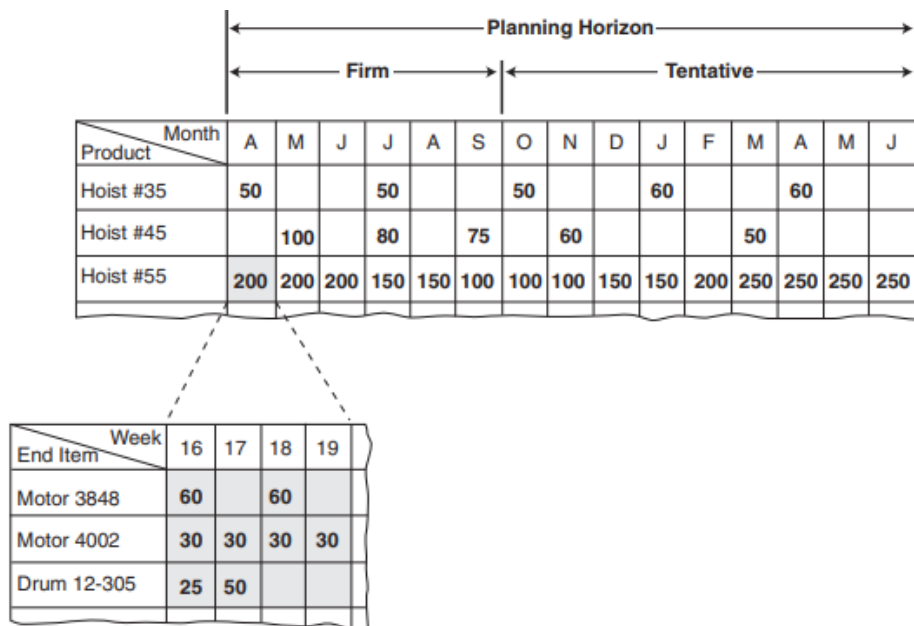 Planning Horizon
Firm Tentative
Month
Product A M J J A S O N D J F M A M J
Hoist #35 50 50 50 60 60
Hoist #45 100 80 75 60 50
Hoist #55 200 200 200 150 150 100 100 100 150 150 200 250 250 250 250
Week
End Item 16 17 18 19
Motor 3848 60 60
Motor 4002 30 30 30 30
Drum 12-305 25 50